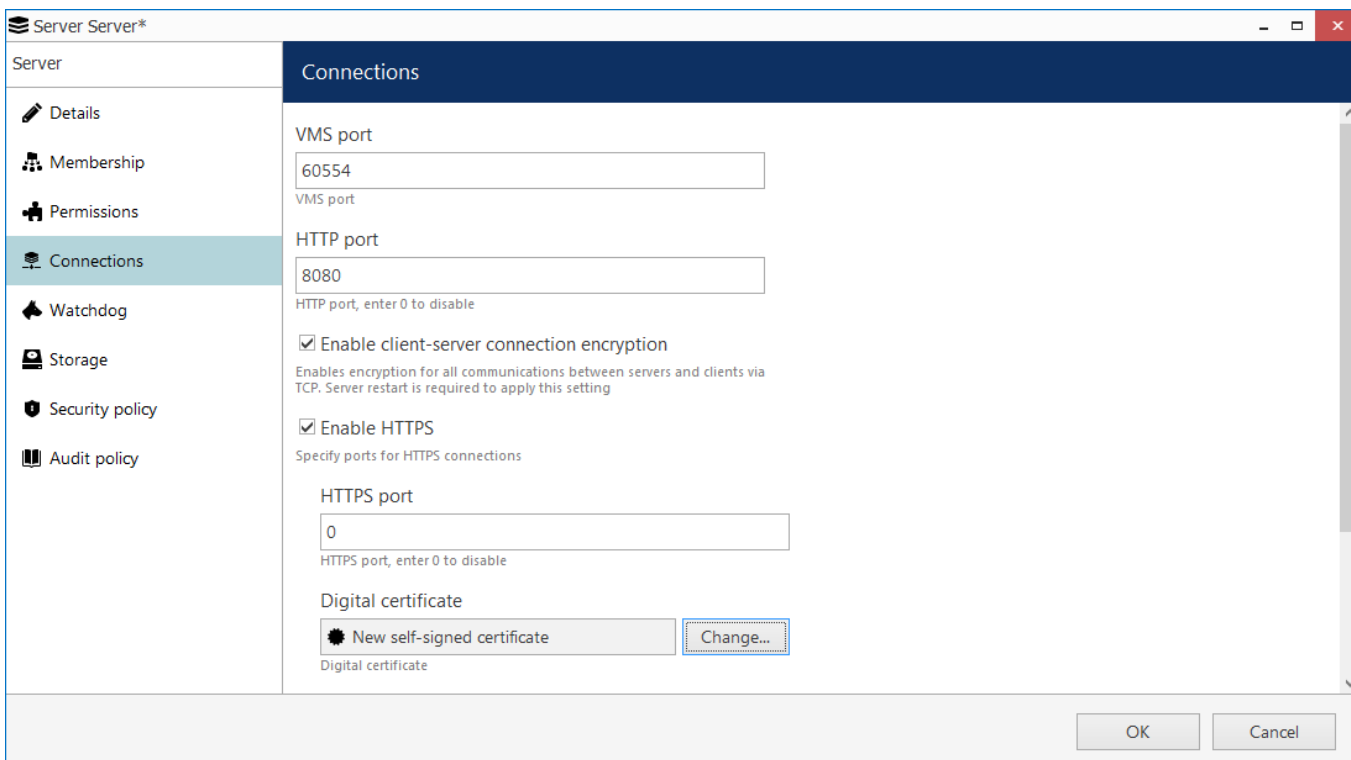 Server Server*
Server
Connections
Details
Membership
Permissions
Connections
Watchdog
Storage
Security policy
Audit policy
VMS port
60554
VMS port
HTTP port
8080
HTTP port, enter 0 to disable
Enable client-server connection encryption
Enables encryption for all communications between servers and clients via
TCP. Server restart is required to apply this setting
Enable HTTPS
Specify ports for HTTPS connections
HTTPS port
0
HTTPS port, enter 0 to disable
Digital certificate
New self-signed certificate
Change...
Digital certificate
OK
Cancel